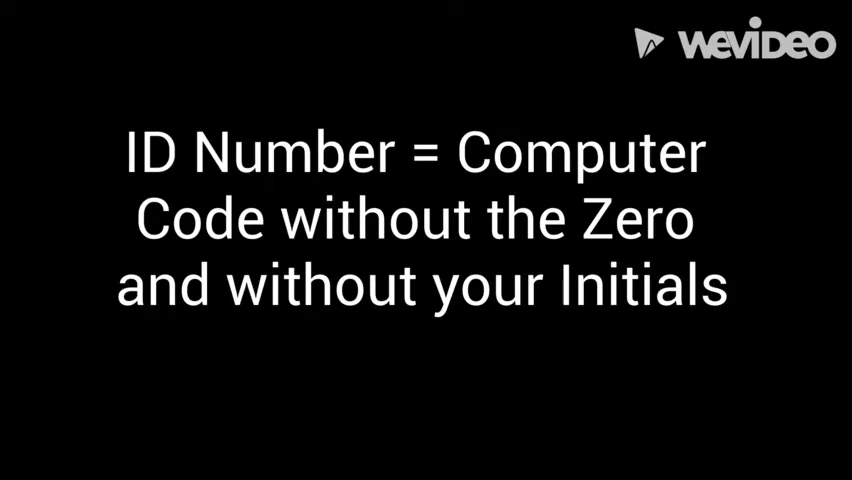 WEVIDEO
ID Number = Computer
Code without the Zero
and without your Initials